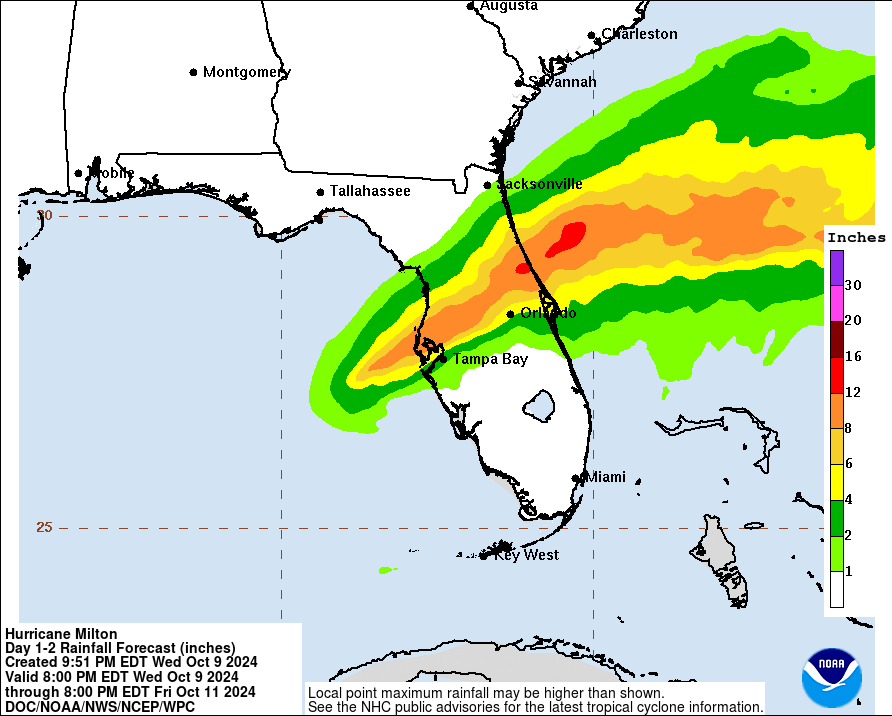 Augusta
Charleston
Montgomery
Savannah
Mobile
Tallahassee
Jacksonville
30
Inches
30
20
16
12
8
6
4
2
1
Orlando
Tampa Bay
Miami
25
Key West
Hurricane Milton
Day 1-2 Rainfall Forecast (inches)
Created 9:51 PM EDT Wed Oct 9 2024
Valid 8:00 PM EDT Wed Oct 9 2024
through 8:00 PM EDT Fri Oct 11 2024
DOC/NOAA/NWS/NCEP/WPC
Local point maximum rainfall may be higher than shown.
See the NHC public advisories for the latest tropical cyclone information.
NOAA